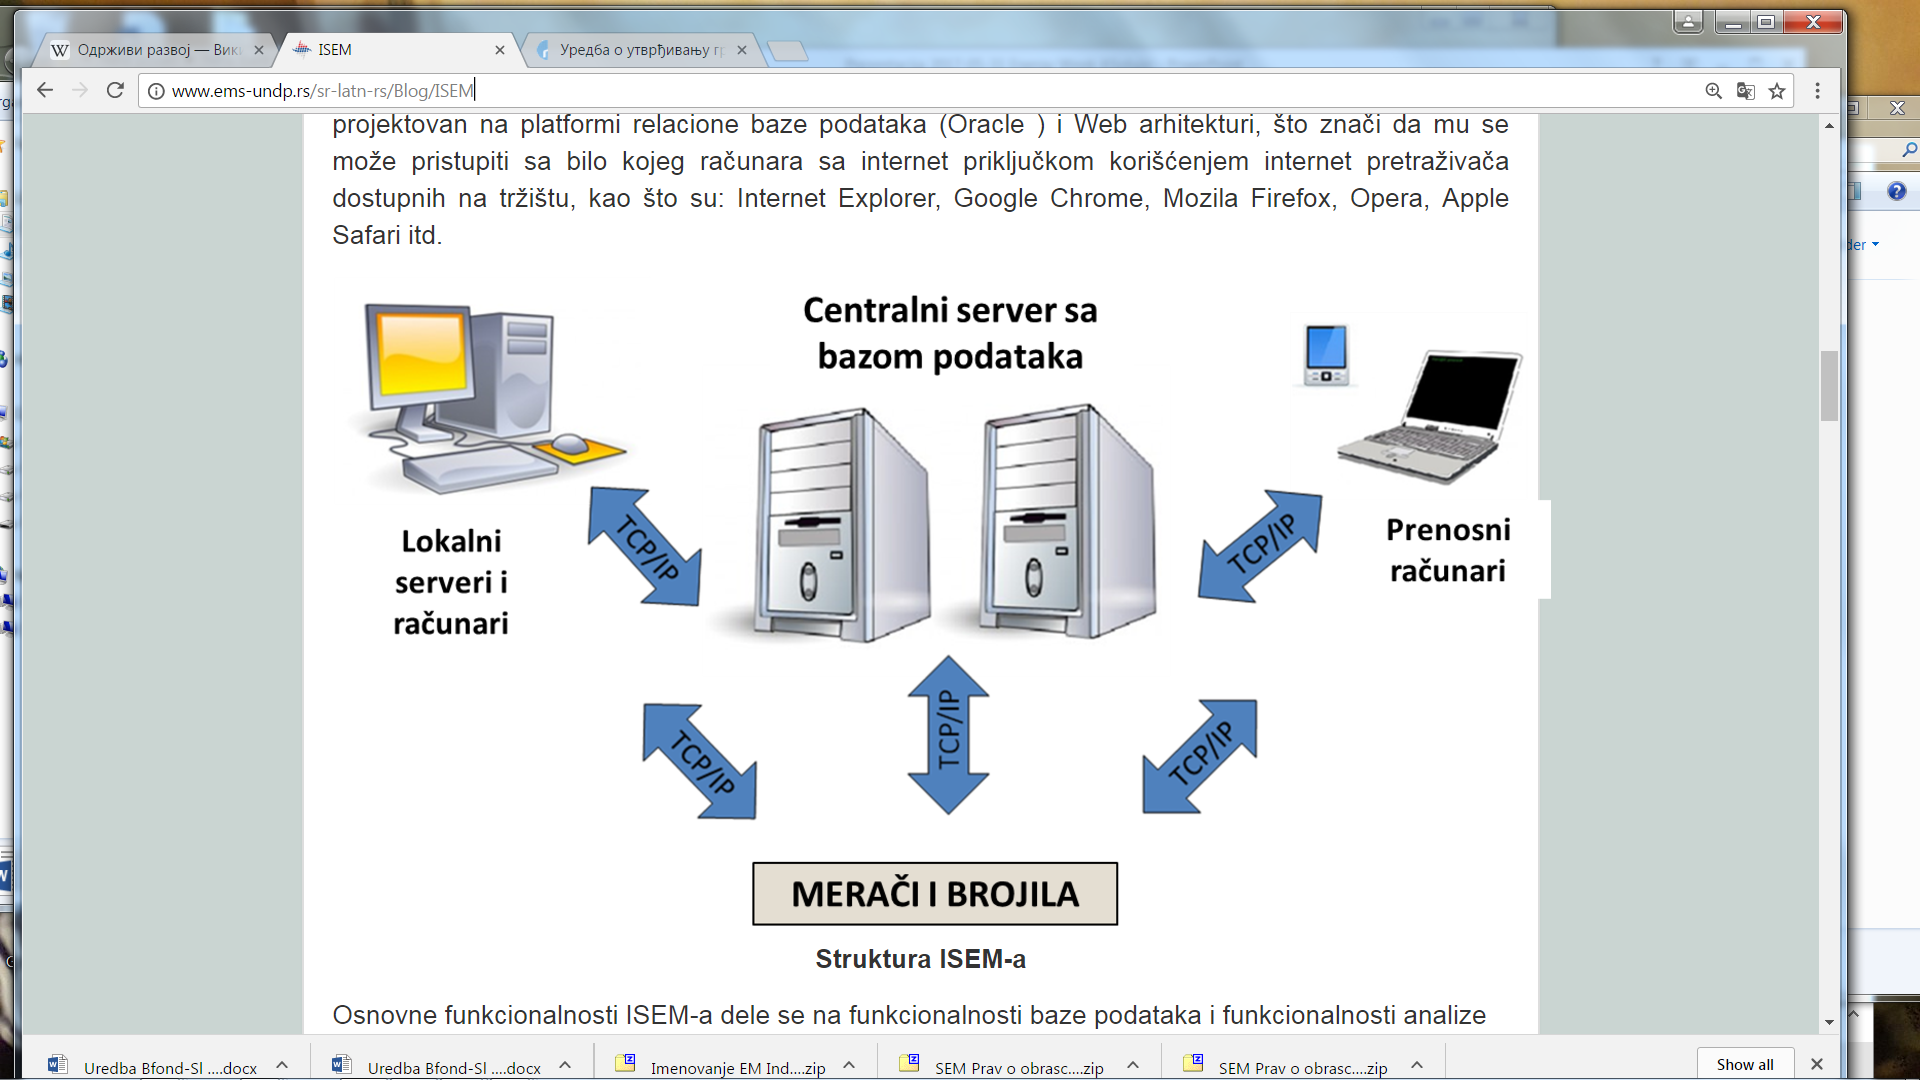 Одрживи развој — Вики
ISEM
Уредба о утврђивању гр
www.ems-undp.rs/sr-latn-rs/Blog/ISEM
projektovan na platformi relacione baze podataka (Oracle ) i Web arhitekturi, što znači da mu se
može pristupiti sa bilo kojeg računara sa internet priključkom korišćenjem internet pretraživača
dostupnih na tržištu, kao što su: Internet Explorer, Google Chrome, Mozila Firefox, Opera, Apple
Safari itd.
Centralni server sa
bazom podataka
Lokalni
serveri i
računari
TCP/IP
TCP/IP
Prenosni
računari
TCP/IP
TCP/IP
TCP/IP
MERAČI I BROJILA
Struktura ISEM-a
Osnovne funkcionalnosti ISEM-a dele se na funkcionalnosti baze podataka i funkcionalnosti analize
Uredba Bfond-Sl ....docx
Uredba Bfond-Sl ....docx
Imenovanje EM Ind....zip
SEM Prav o obrasc....zip
SEM Prav o obrasc....zip
Show all